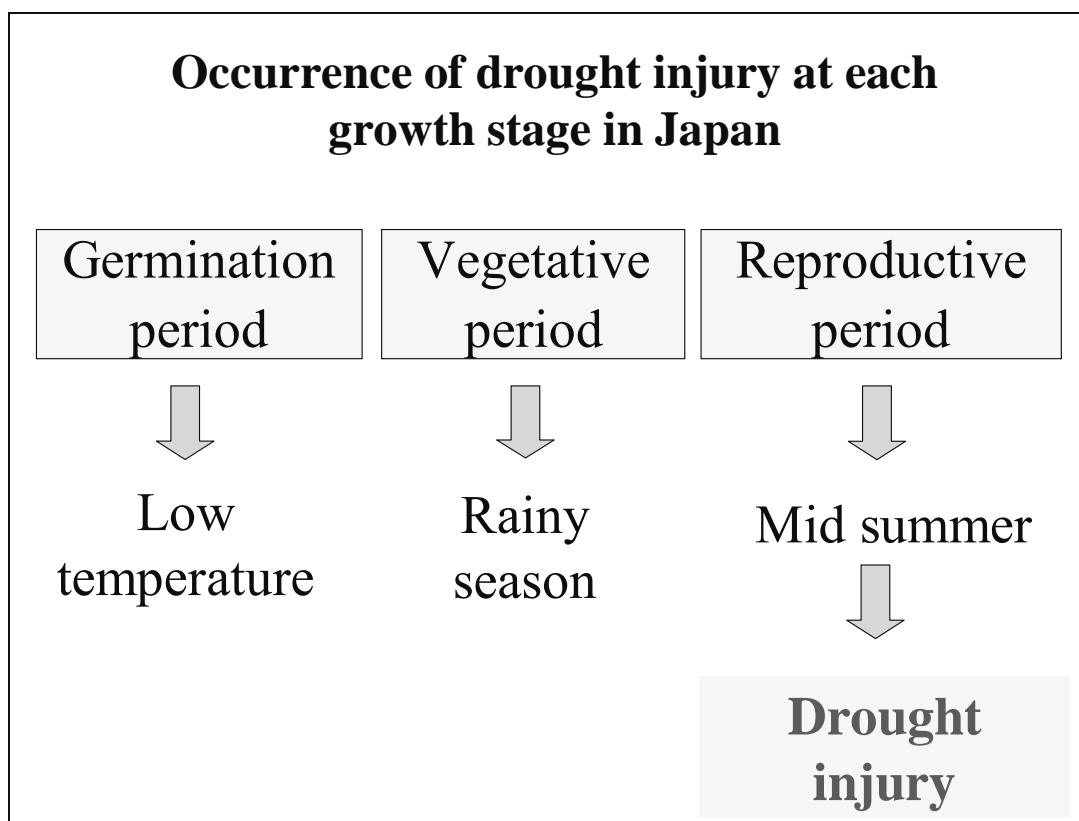 Occurrence of drought injury at each
growth stage in Japan
Germination
period
Vegetative
period
Reproductive
period
Low
temperature
Rainy
season
Mid summer
Drought
injury